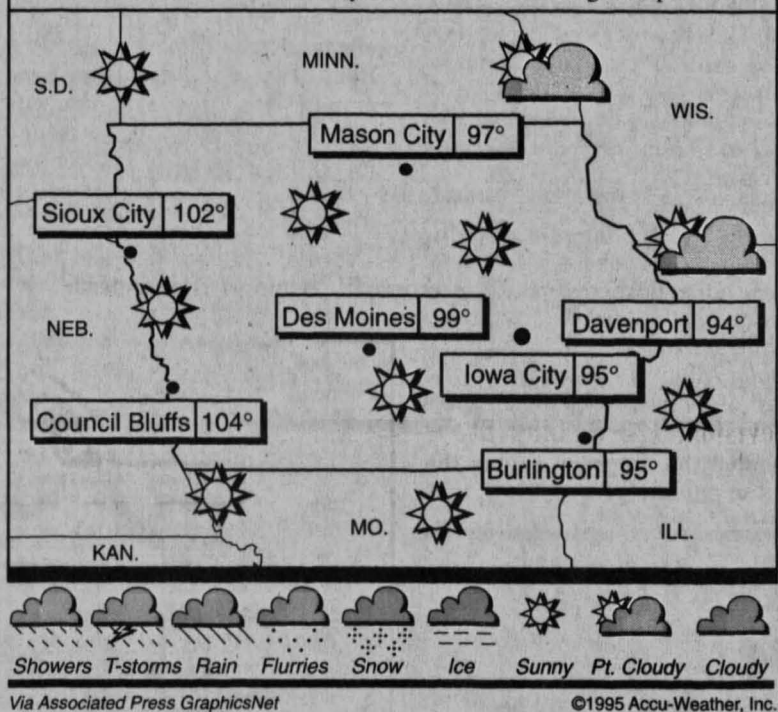 MINN.
S.D.
WIS.
Mason City 97°
Sioux City 102°
Des Moines 99°
Davenport 94°
NEB.
Iowa City 95°
Council Bluffs 104°
Burlington 95°
MO.
ILL.
KAN.
Showers T-storms Rain Flurries Snow Ice Sunny Pt. Cloudy Cloudy
Via Associated Press GraphicsNet ©1995 Accu-Weather, Inc.